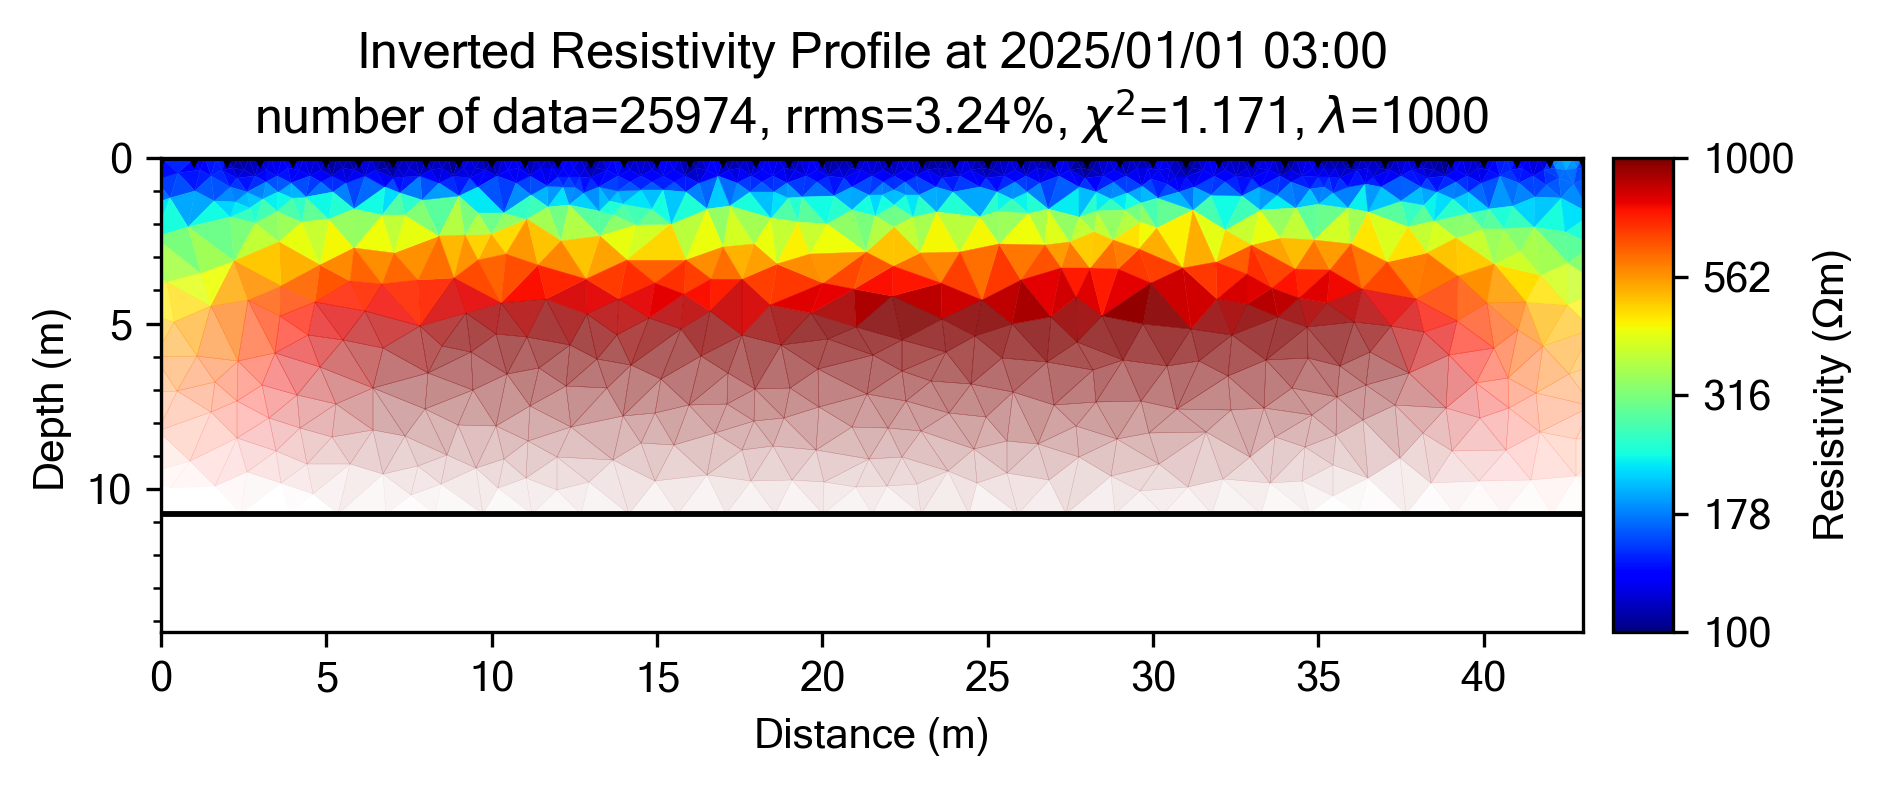 Inverted Resistivity Profile at 2025/01/01 03:00
number of data=25974, rrms=3.24%, χ²=1.171, λ=1000
0
5
10
Depth (m)
0 5 10 15 20 25 30 35 40
Distance (m)
1000
562
316
178
100
Resistivity (Ωm)